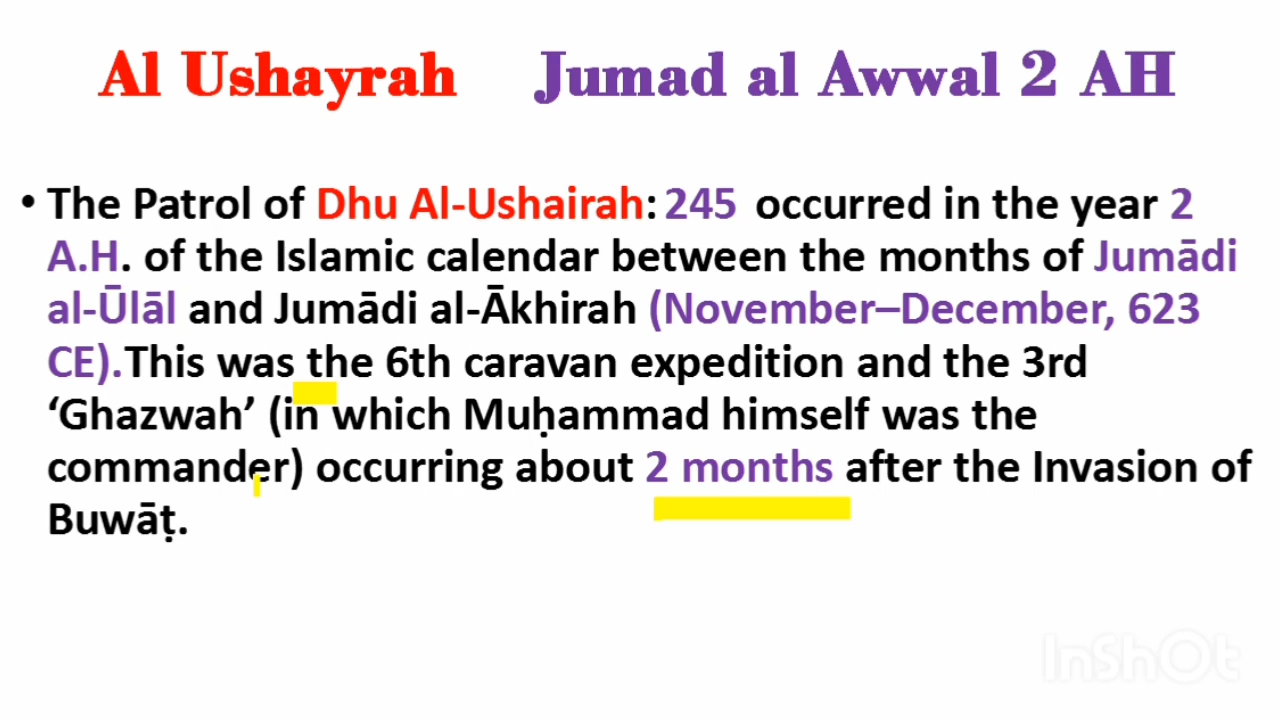 Al Ushayrah Jumad al Awwal 2 AH
• The Patrol of Dhu Al-Ushairah: 245 occurred in the year 2
A.H. of the Islamic calendar between the months of Jumādi
al-Ūlāl and Jumādi al-Ākhirah (November–December, 623
CE).This was the 6th caravan expedition and the 3rd
‘Ghazwah’ (in which Muḥammad himself was the
commander) occurring about 2 months after the Invasion of
Buwāṭ.
InShOt